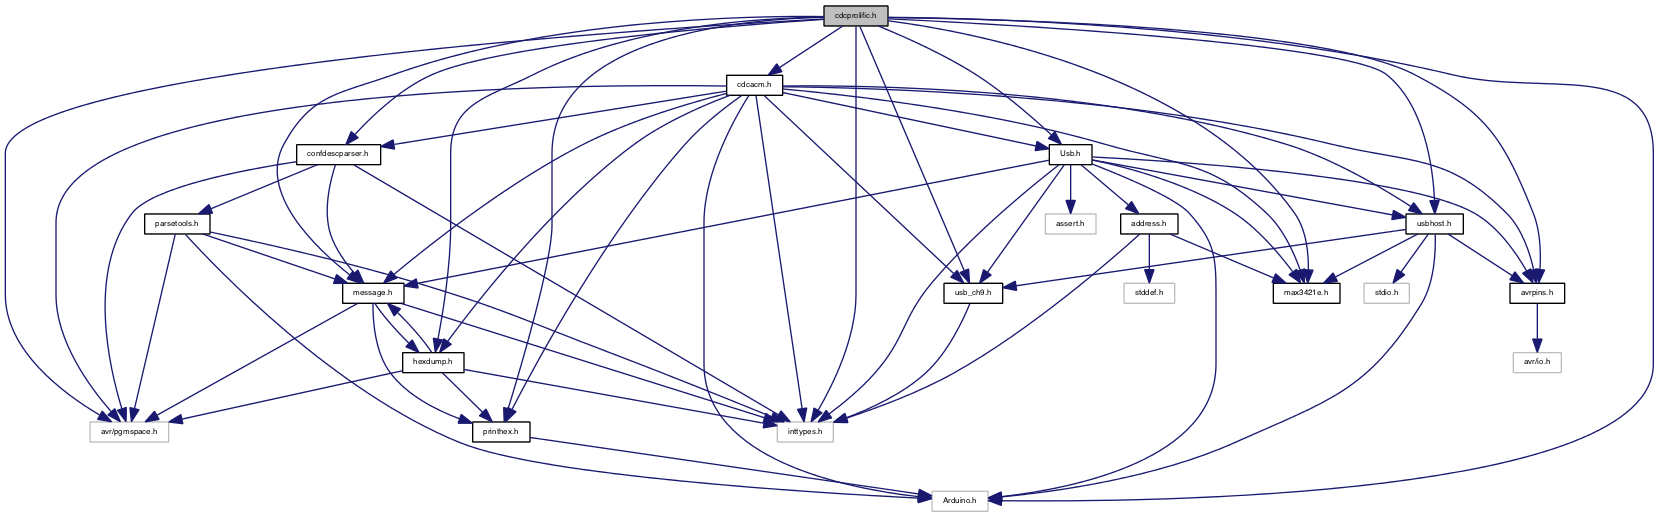 cdcprolific.h
cdcacm.h
confdescparser.h
Usb.h
parsetools.h
assert.h
address.h
usbhost.h
message.h
usb_ch9.h
stddef.h
max3421e.h
stdio.h
avrpins.h
hexdump.h
avr/io.h
avr/pgmspace.h
printhex.h
inttypes.h
Arduino.h